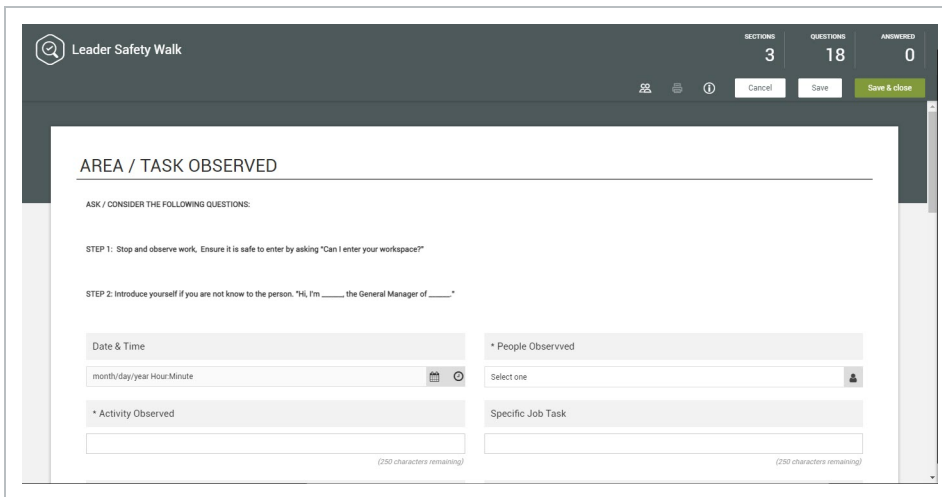 Leader Safety Walk
SECTIONS
3
QUESTIONS
18
ANSWERED
0
Cancel
Save
Save & close
AREA / TASK OBSERVED
ASK / CONSIDER THE FOLLOWING QUESTIONS:
STEP 1: Stop and observe work, Ensure it is safe to enter by asking "Can I enter your workspace?"
STEP 2: Introduce yourself if you are not know to the person. "Hi, I'm _____, the General Manager of _____."
Date & Time
* People Observved
month/day/year Hour:Minute
Select one
* Activity Observed
Specific Job Task
(250 characters remaining)
(250 characters remaining)